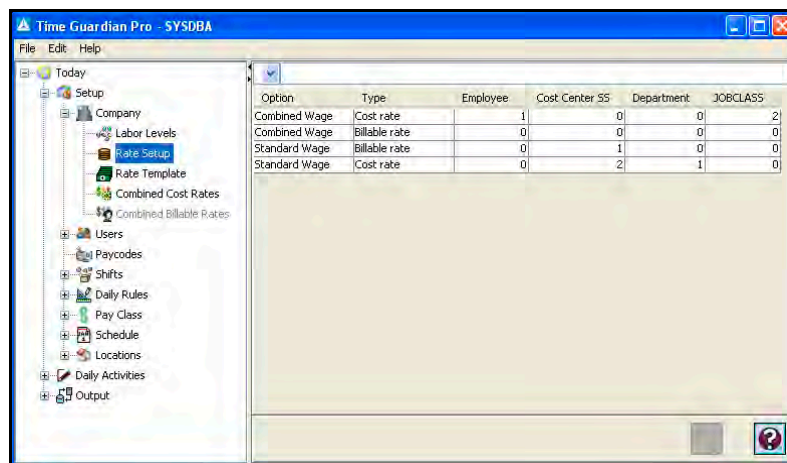 Time Guardian Pro - SYSDBA
File Edit Help
Today
Setup
Company
Labor Levels
Rate Setup
Rate Template
Combined Cost Rates
Combined Billable Rates
Users
Paycodes
Shifts
Daily Rules
Pay Class
Schedule
Locations
Daily Activities
Output
Option Type Employee Cost Center SS Department JOBCLASS
Combined Wage Cost rate 1 0 0 2
Combined Wage Billable rate 0 0 0 0
Standard Wage Billable rate 0 1 0 0
Standard Wage Cost rate 0 2 1 0